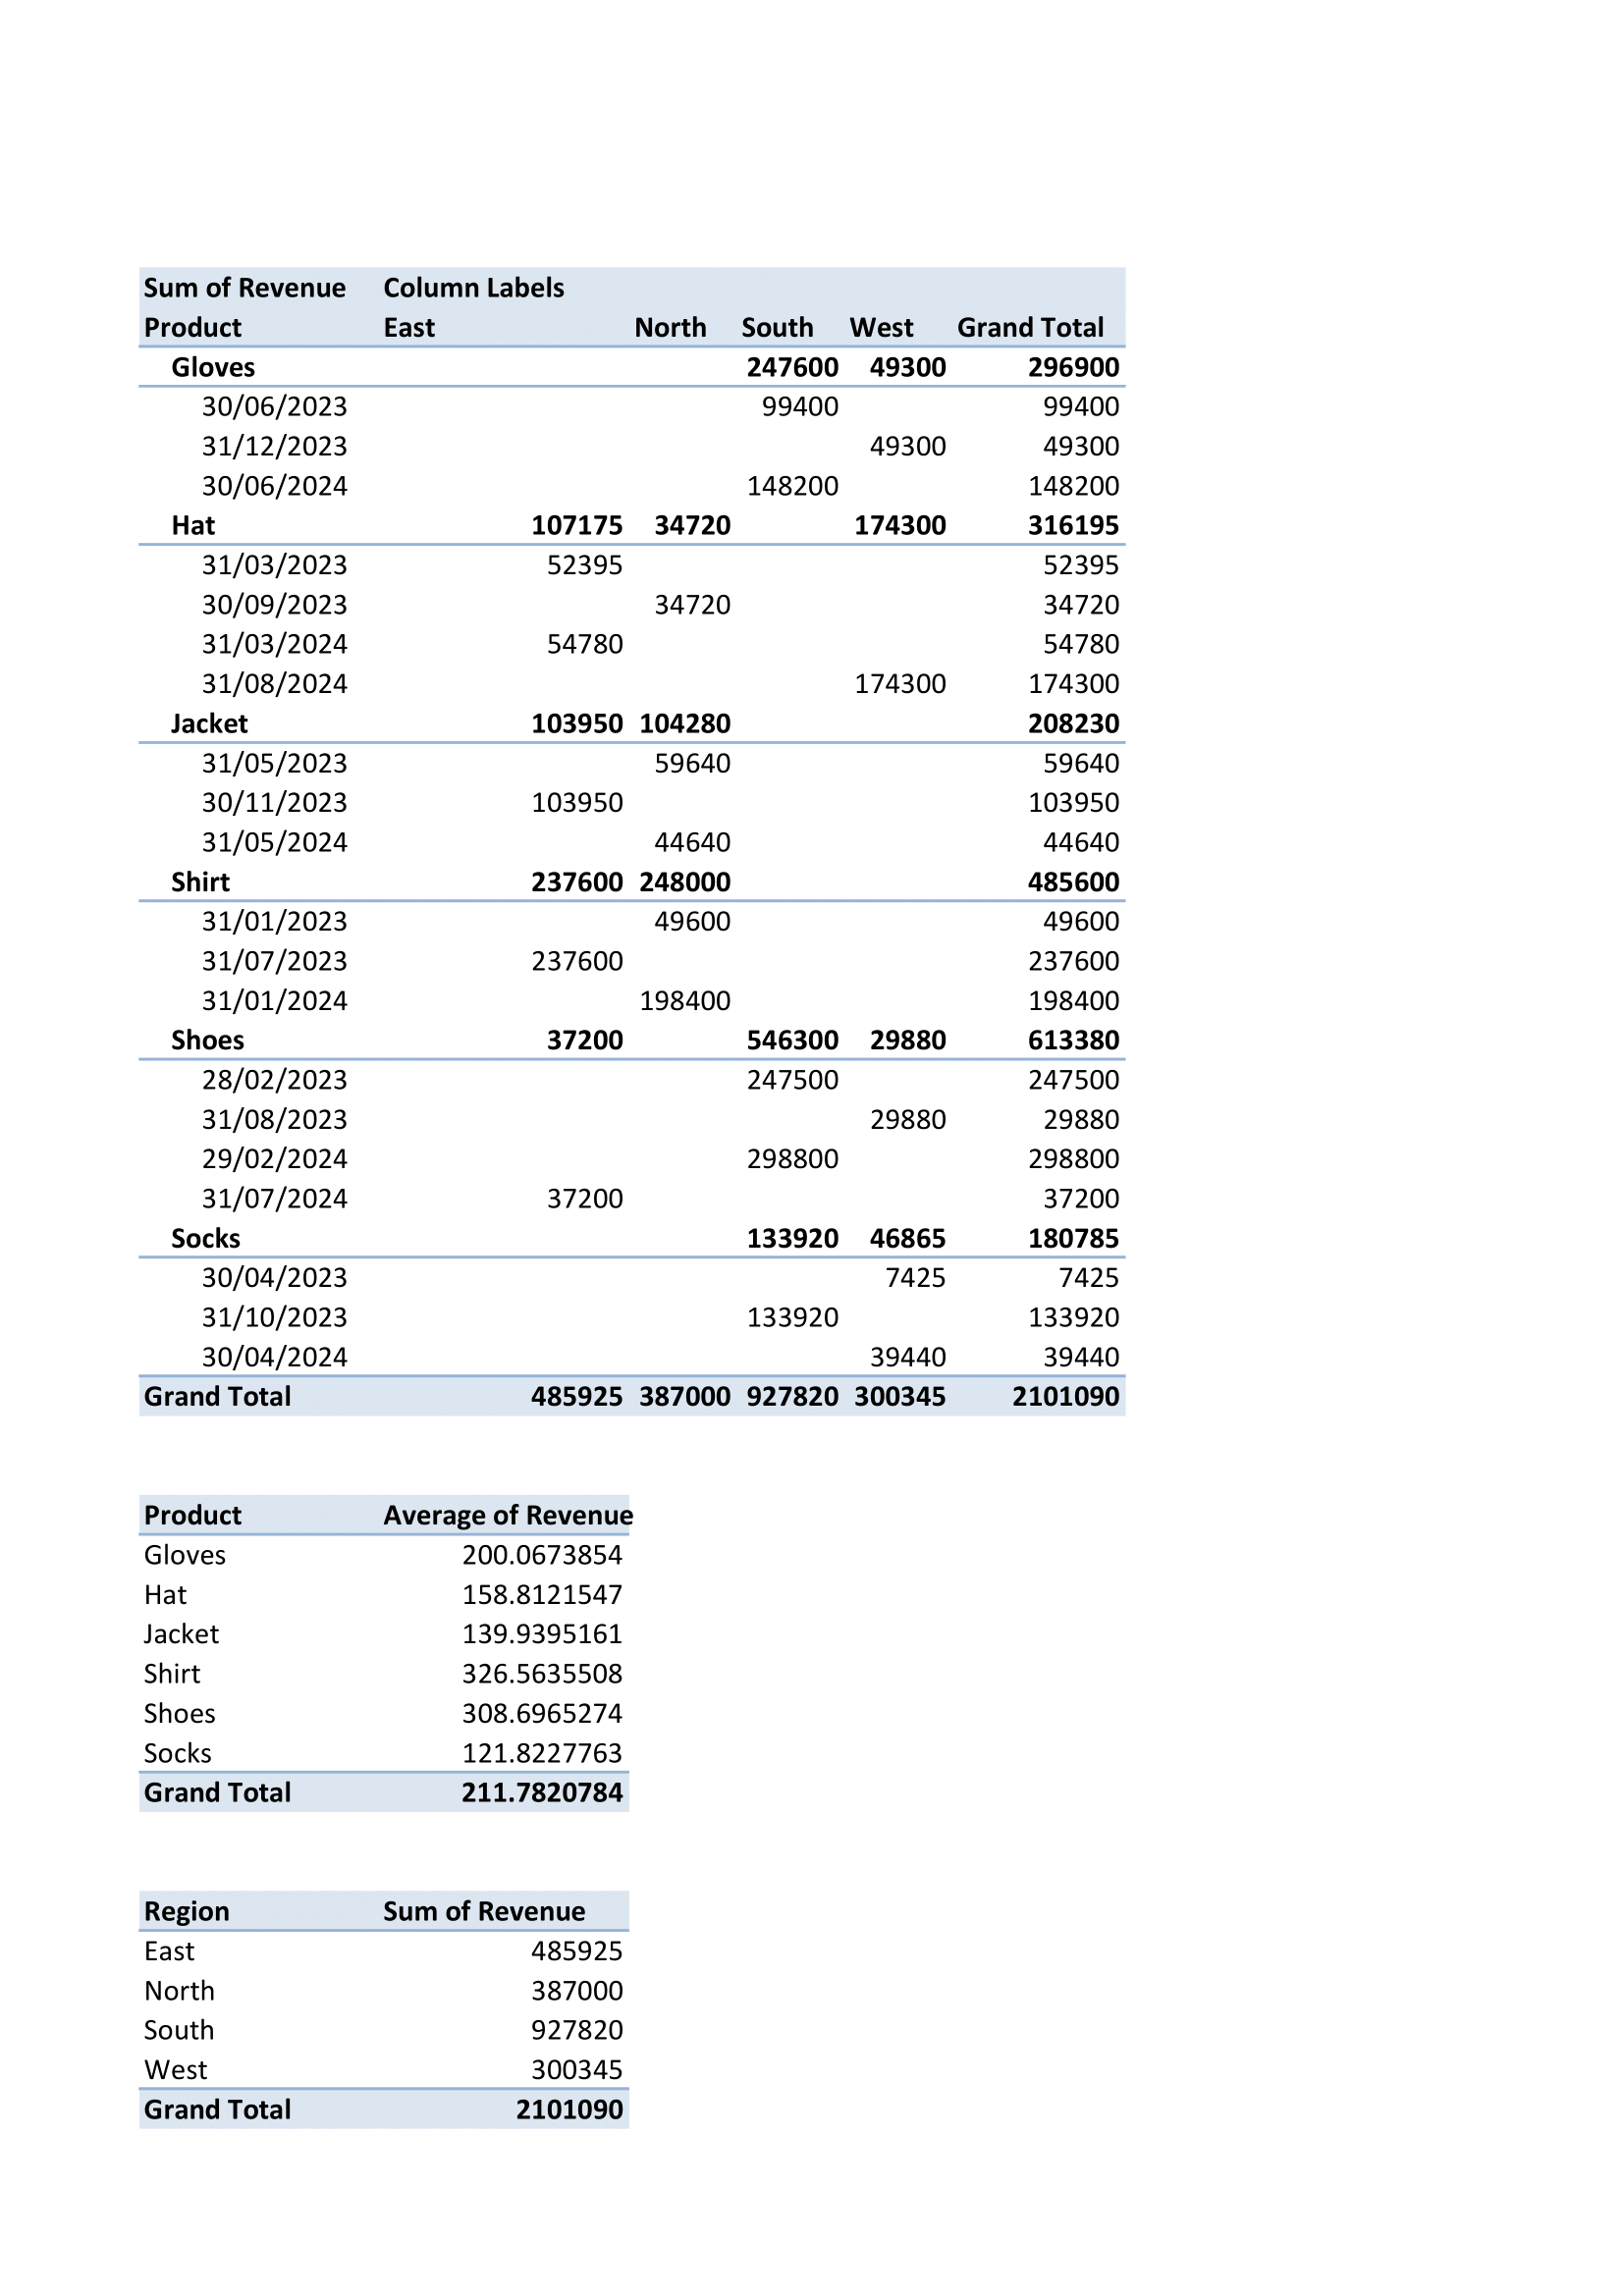 Sum of Revenue Column Labels
Product East North South West Grand Total
Gloves 247600 49300 296900
30/06/2023 99400 99400
31/12/2023 49300 49300
30/06/2024 148200 148200
Hat 107175 34720 174300 316195
31/03/2023 52395 52395
30/09/2023 34720 34720
31/03/2024 54780 54780
31/08/2024 174300 174300
Jacket 103950 104280 208230
31/05/2023 59640 59640
30/11/2023 103950 103950
31/05/2024 44640 44640
Shirt 237600 248000 485600
31/01/2023 49600 49600
31/07/2023 237600 237600
31/01/2024 198400 198400
Shoes 37200 546300 29880 613380
28/02/2023 247500 247500
31/08/2023 29880 29880
29/02/2024 298800 298800
31/07/2024 37200 37200
Socks 133920 46865 180785
30/04/2023 7425 7425
31/10/2023 133920 133920
30/04/2024 39440 39440
Grand Total 485925 387000 927820 300345 2101090
Product Average of Revenue
Gloves 200.0673854
Hat 158.8121547
Jacket 139.9395161
Shirt 326.5635508
Shoes 308.6965274
Socks 121.8227763
Grand Total 211.7820784
Region Sum of Revenue
East 485925
North 387000
South 927820
West 300345
Grand Total 2101090